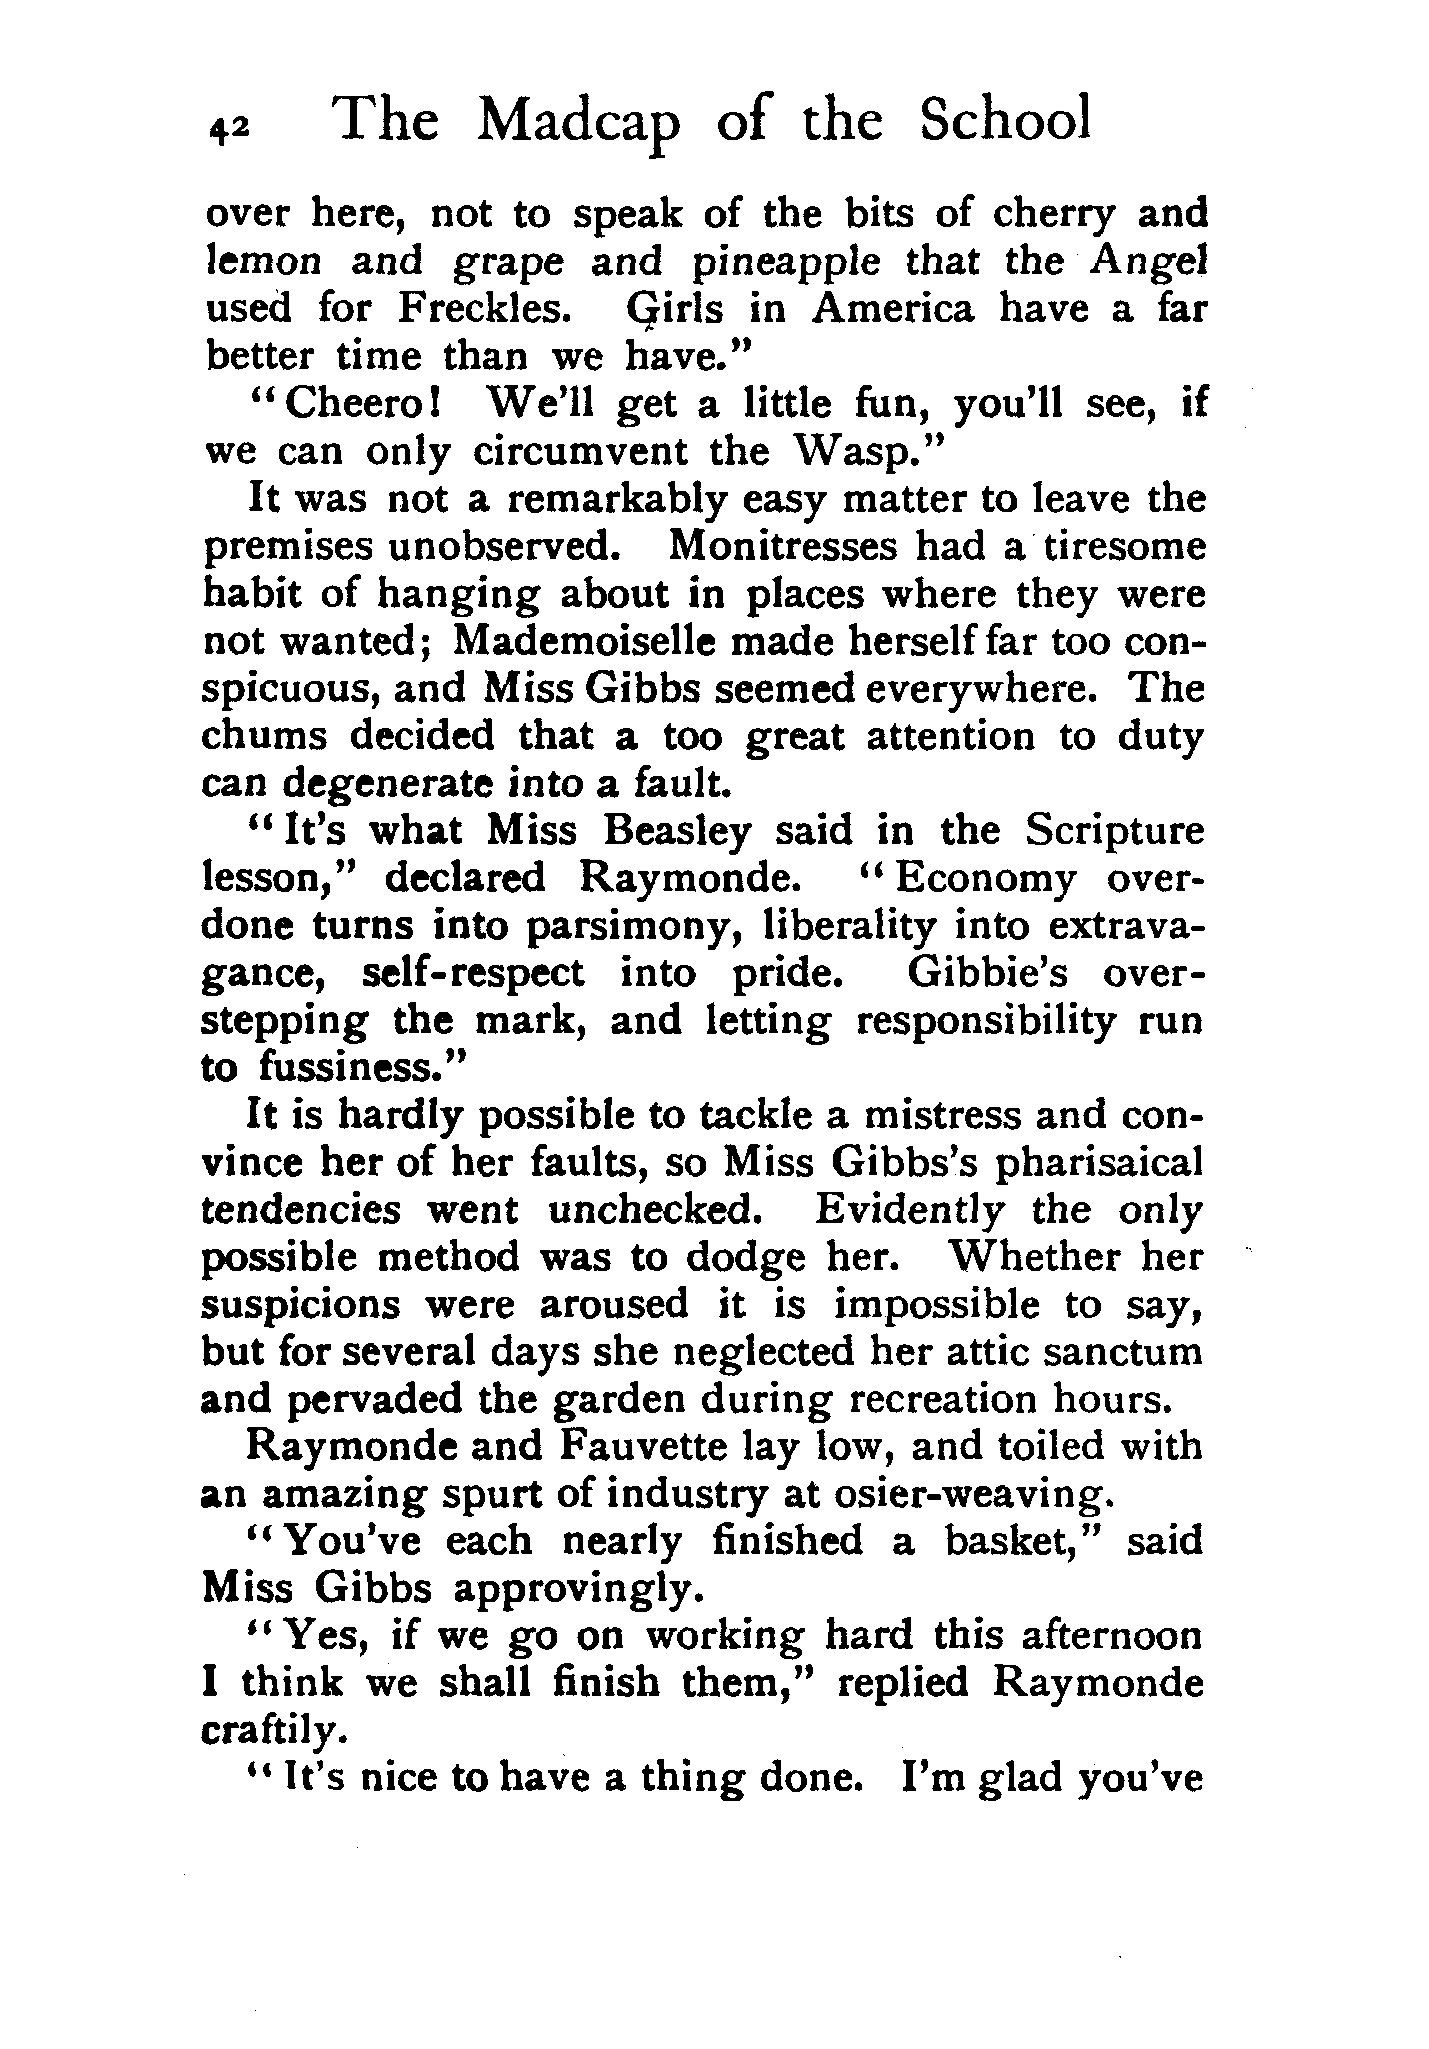 42 The Madcap of the School
over here, not to speak of the bits of cherry and
lemon and grape and pineapple that the Angel
used for Freckles. Girls in America have a far
better time than we have."
"Cheero! We'll get a little fun, you'll see, if
we can only circumvent the Wasp."
It was not a remarkably easy matter to leave the
premises unobserved. Monitresses had a tiresome
habit of hanging about in places where they were
not wanted; Mademoiselle made herself far too con-
spicuous, and Miss Gibbs seemed everywhere. The
chums decided that a too great attention to duty
can degenerate into a fault.
"It's what Miss Beasley said in the Scripture
lesson," declared Raymonde. "Economy over-
done turns into parsimony, liberality into extrava-
gance, self-respect into pride. Gibbie's over-
stepping the mark, and letting responsibility run
to fussiness."
It is hardly possible to tackle a mistress and con-
vince her of her faults, so Miss Gibbs's pharisaical
tendencies went unchecked. Evidently the only
possible method was to dodge her. Whether her
suspicions were aroused it is impossible to say,
but for several days she neglected her attic sanctum
and pervaded the garden during recreation hours.
Raymonde and Fauvette lay low, and toiled with
an amazing spurt of industry at osier-weaving.
"You've each nearly finished a basket," said
Miss Gibbs approvingly.
"Yes, if we go on working hard this afternoon
I think we shall finish them," replied Raymonde
craftily.
"It's nice to have a thing done. I'm glad you've